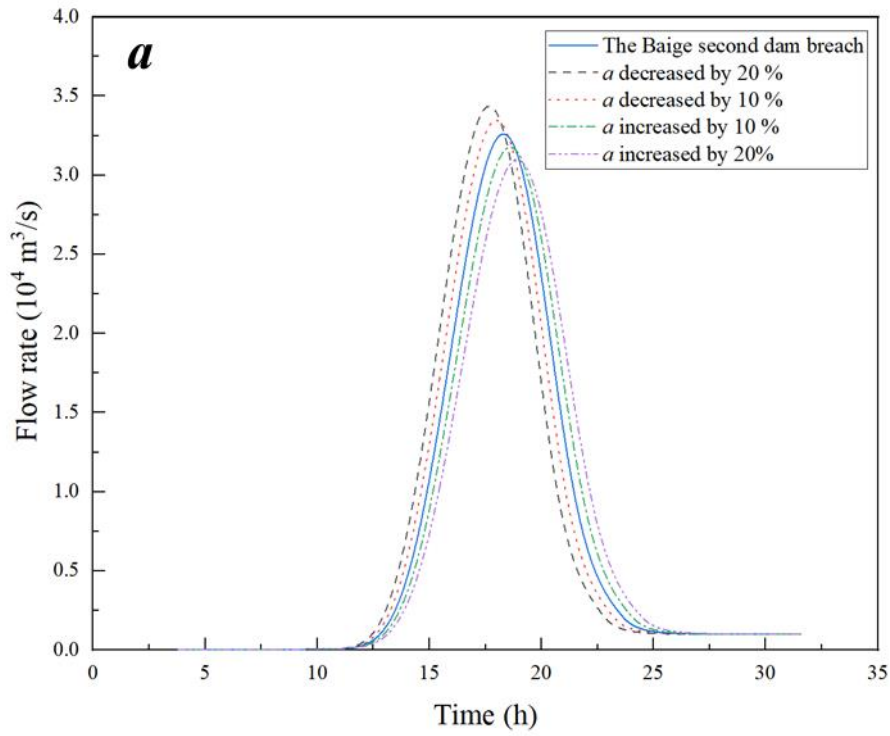 a
The Baige second dam breach
a decreased by 20 %
a decreased by 10 %
a increased by 10 %
a increased by 20%
4.0
3.5
3.0
2.5
2.0
1.5
1.0
0.5
0.0
Flow rate (10⁴ m³/s)
0 5 10 15 20 25 30 35
Time (h)